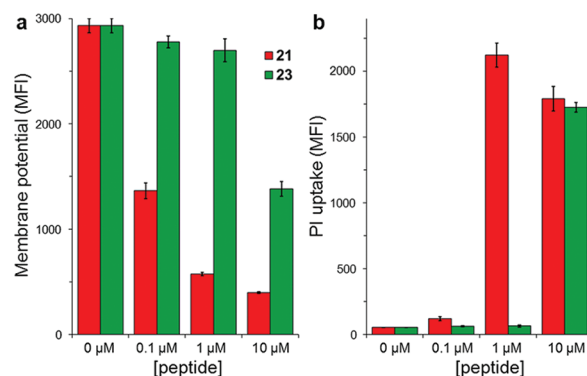 a
Membrane potential (MFI)
3000
2000
1000
0
21
23
0 µM 0.1 µM 1 µM 10 µM
[peptide]
b
PI uptake (MFI)
2000
1500
1000
500
0
0 µM 0.1 µM 1 µM 10 µM
[peptide]